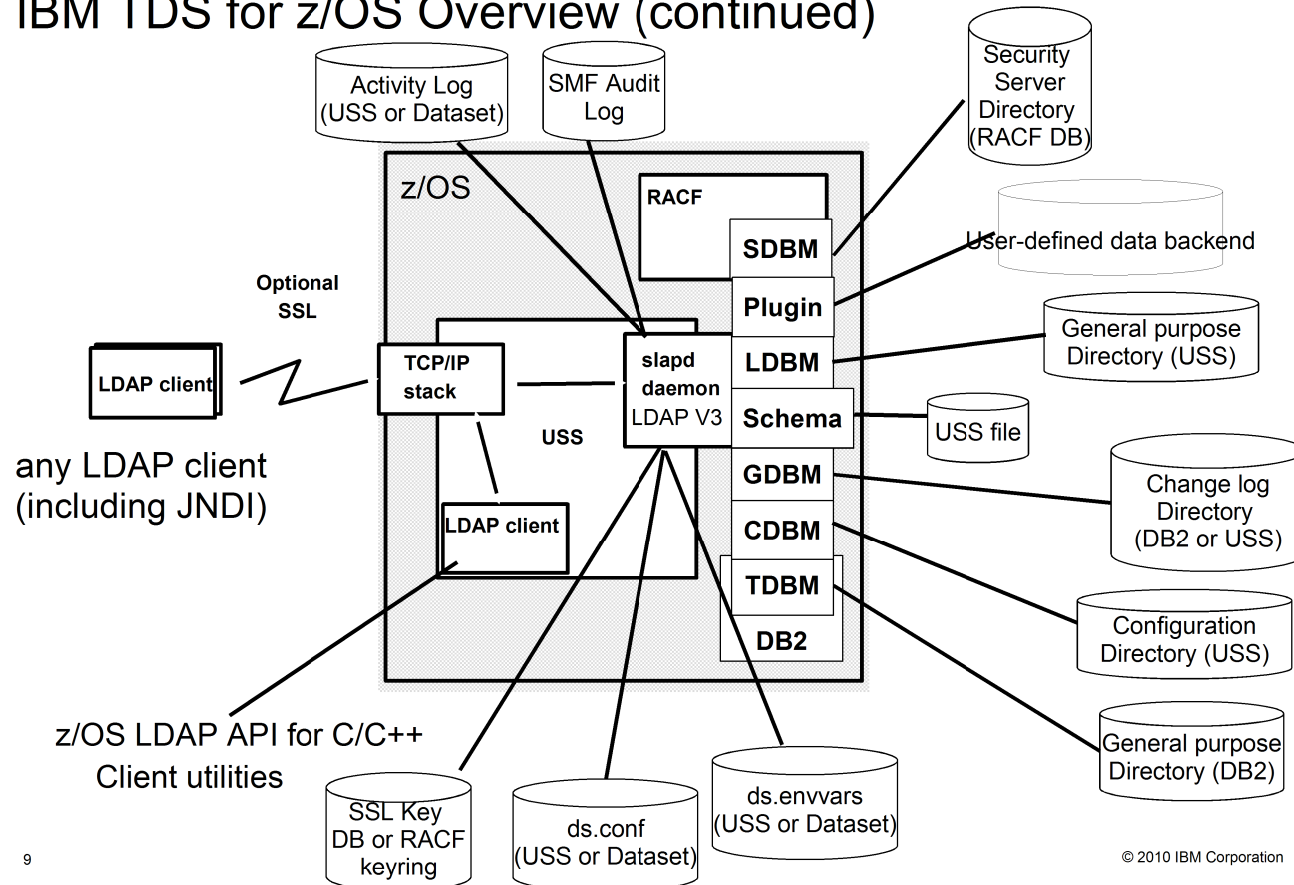 IBM TDS for z/OS Overview (continued)
Activity Log
(USS or Dataset)
SMF Audit
Log
Security
Server
Directory
(RACF DB)
z/OS
RACF
SDBM
User-defined data backend
Optional
SSL
Plugin
General purpose
Directory (USS)
LDAP client
TCP/IP
stack
slapd
daemon
LDAP V3
LDBM
Schema
USS file
USS
any LDAP client
(including JNDI)
GDBM
Change log
Directory
(DB2 or USS)
LDAP client
CDBM
TDBM
DB2
Configuration
Directory (USS)
z/OS LDAP API for C/C++
Client utilities
General purpose
Directory (DB2)
SSL Key
DB or RACF
keyring
ds.conf
(USS or Dataset)
ds.envvars
(USS or Dataset)
9
© 2010 IBM Corporation